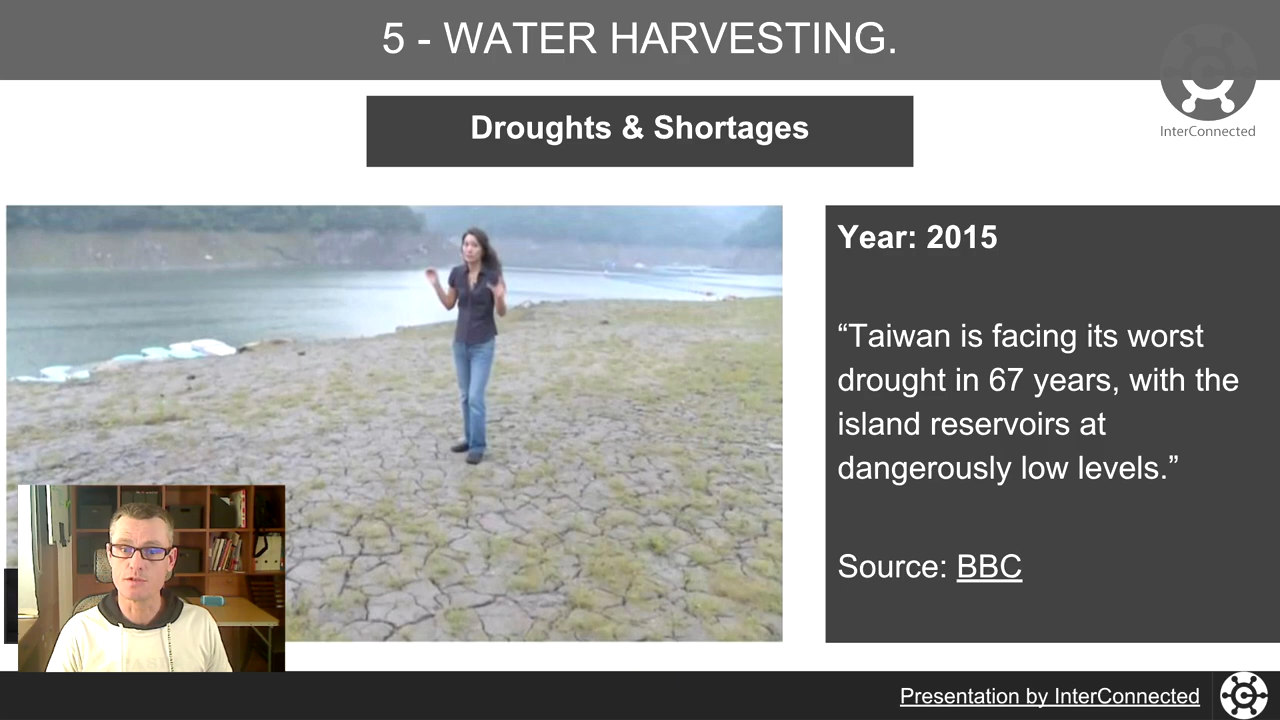 5 - WATER HARVESTING.
InterConnected
Droughts & Shortages
Year: 2015
“Taiwan is facing its worst
drought in 67 years, with the
island reservoirs at
dangerously low levels.”
Source: BBC
Presentation by InterConnected